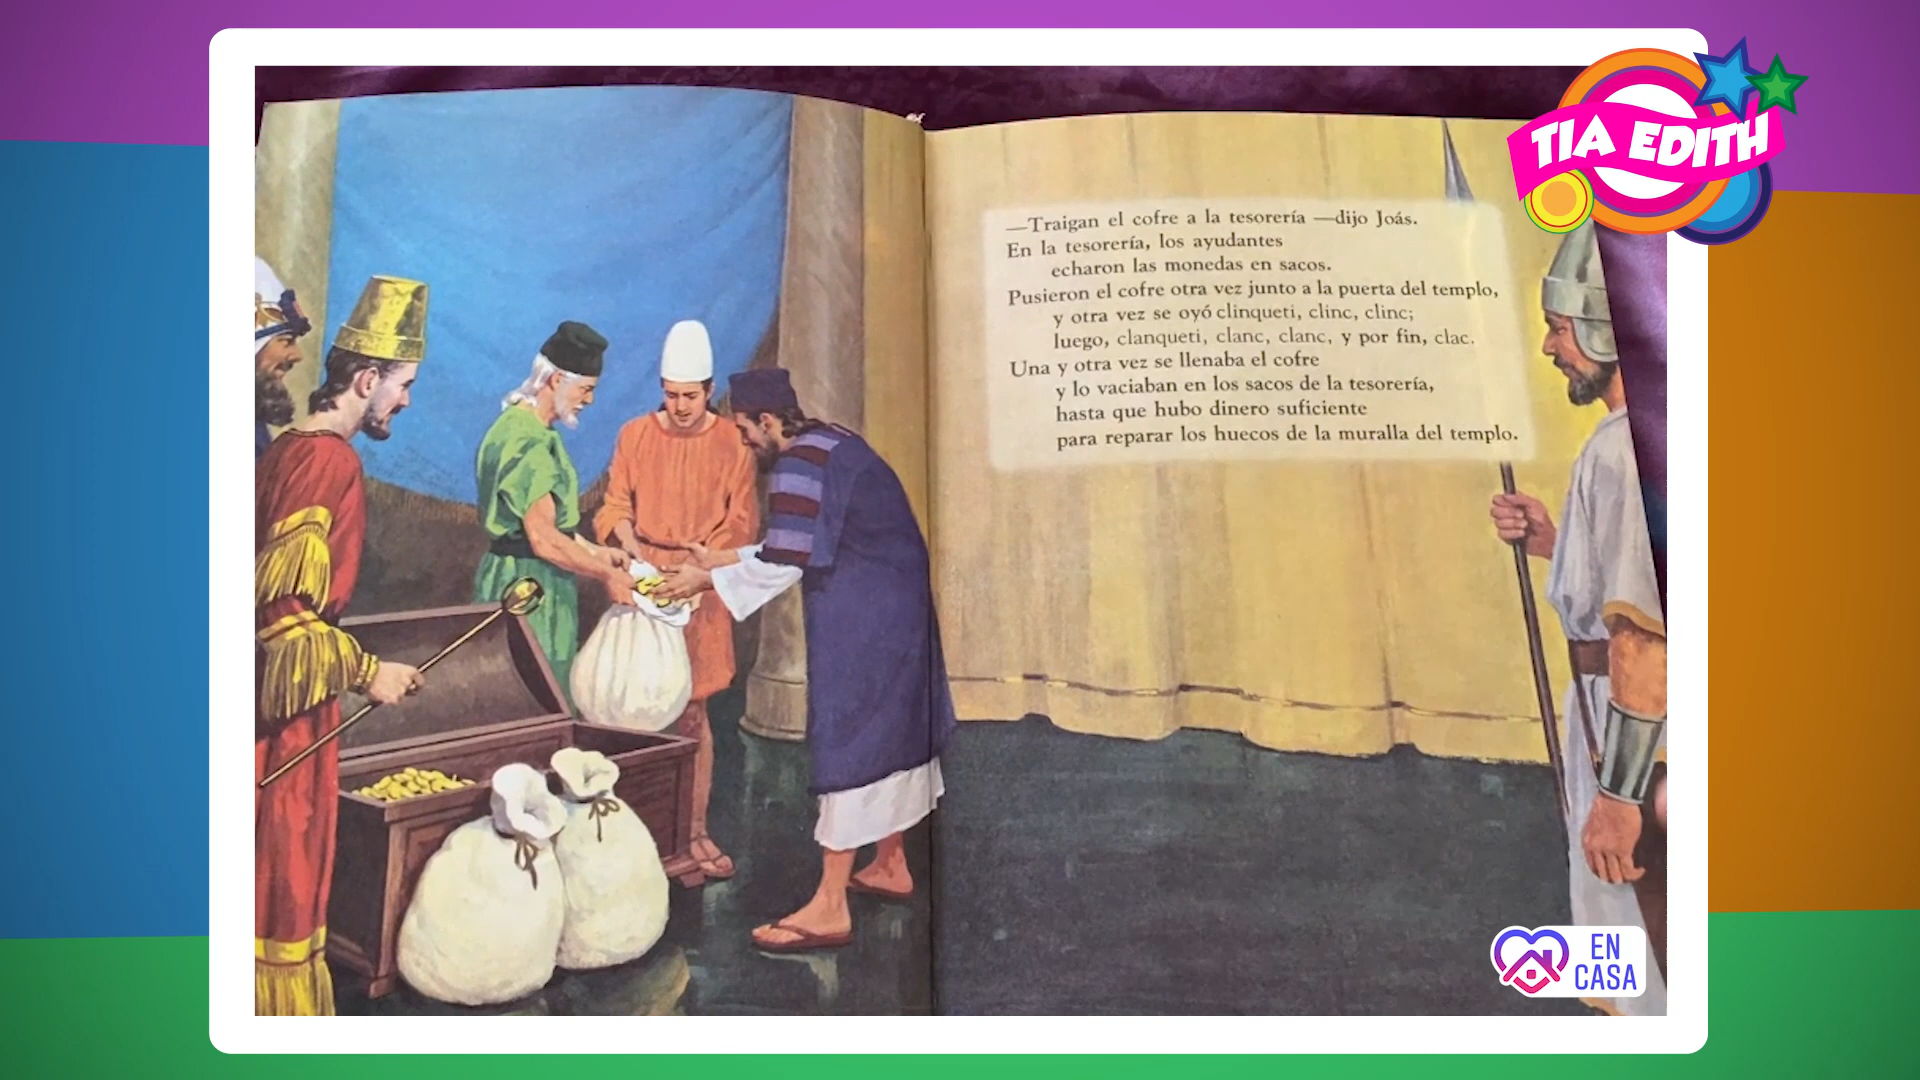 TIA EDITH
—Traigan el cofre a la tesorería —dijo Joás.
En la tesorería, los ayudantes
echaron las monedas en sacos.
Pusieron el cofre otra vez junto a la puerta del templo,
y otra vez se oyó clinqueti, clinc, clinc;
luego, clanqueti, clanc, clanc, y por fin, clac.
Una y otra vez se llenaba el cofre
y lo vaciaban en los sacos de la tesorería,
hasta que hubo dinero suficiente
para reparar los huecos de la muralla del templo.
EN
CASA